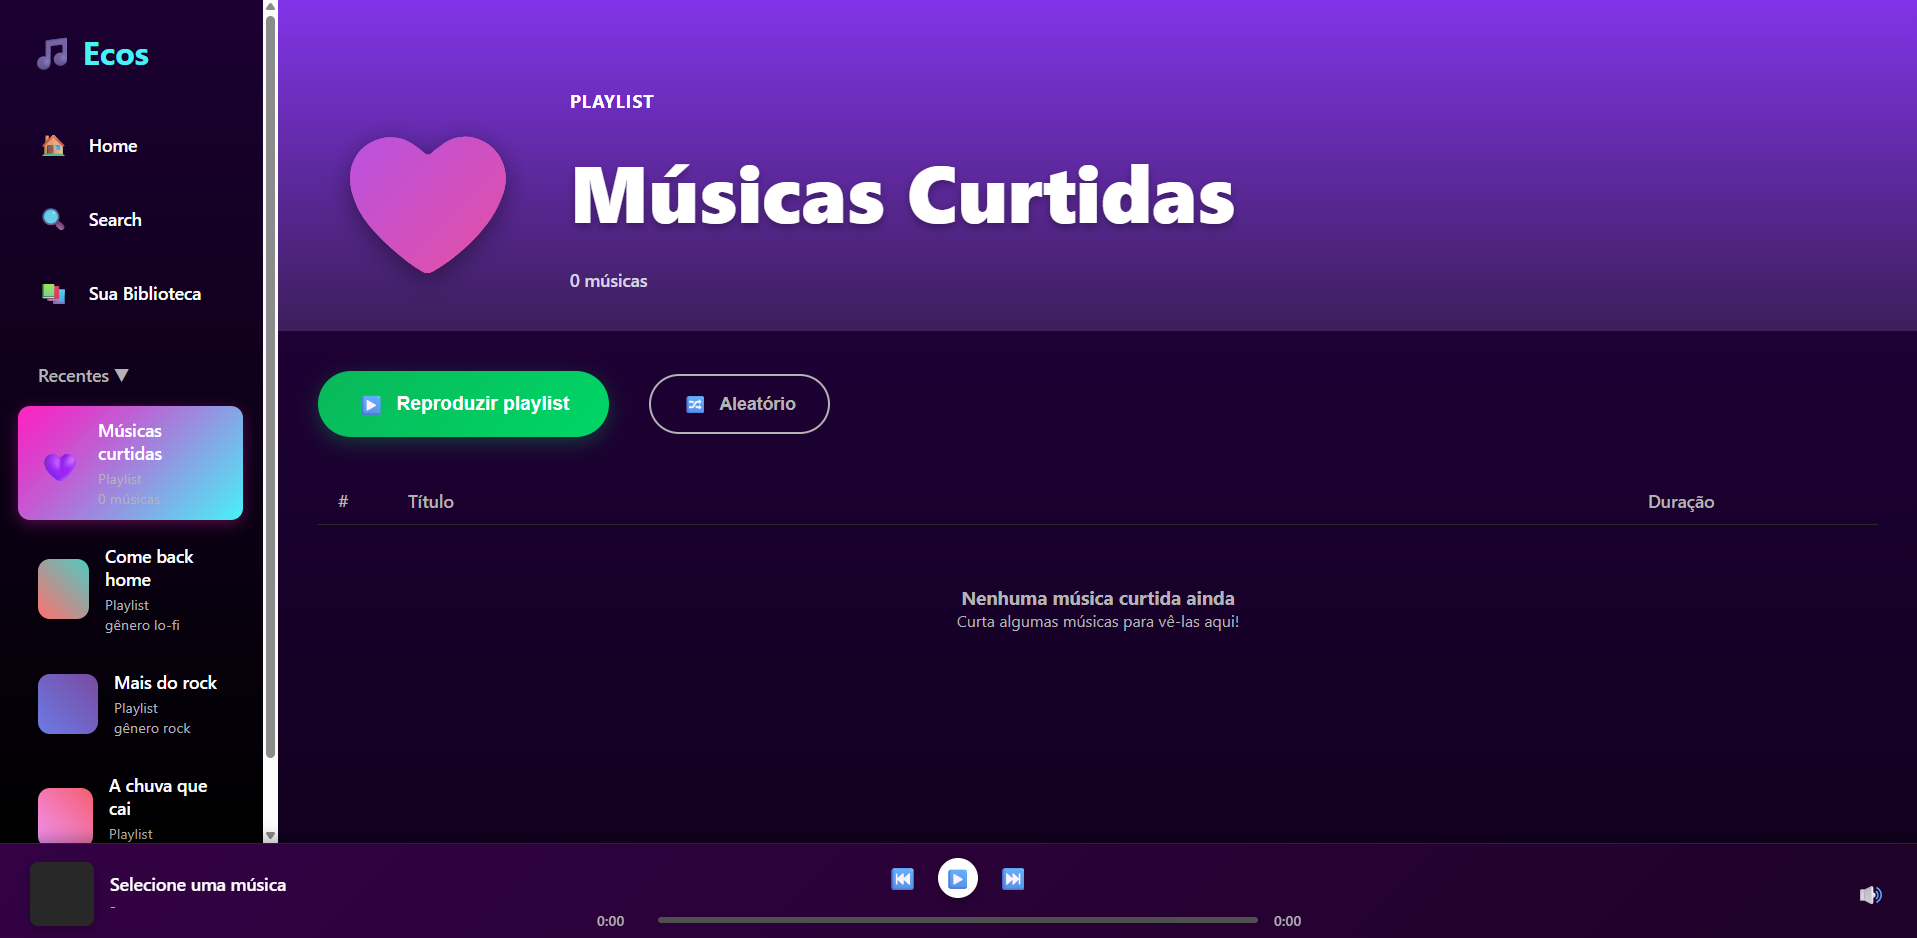 Ecos
Home
Search
Sua Biblioteca
Recentes ▼
Músicas
curtidas
Playlist
0 músicas
Come back
home
Playlist
gênero lo-fi
Mais do rock
Playlist
gênero rock
A chuva que
cai
Playlist
PLAYLIST
Músicas Curtidas
0 músicas
Reproduzir playlist
Aleatório
# Título Duração
Nenhuma música curtida ainda
Curta algumas músicas para vê-las aqui!
Selecione uma música
-
0:00 0:00